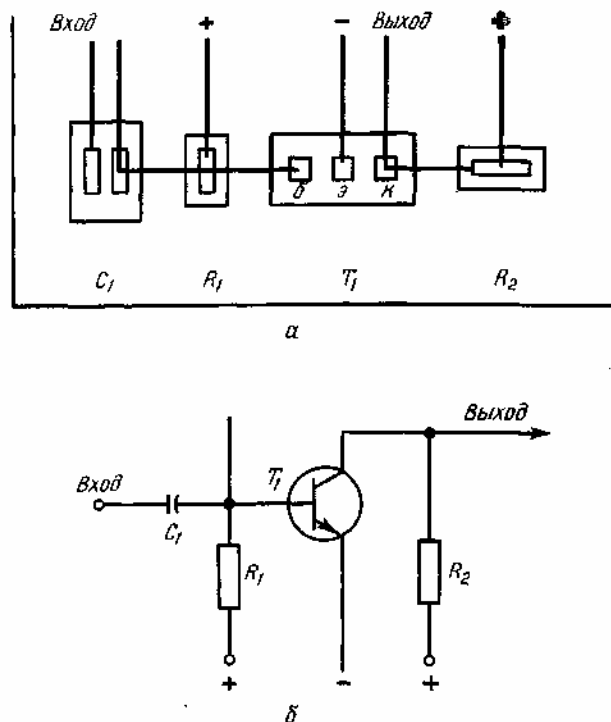 Вход + − Выход +
б э к
C₁ R₁ T₁ R₂
а
Выход
Вход T₁
C₁
R₁ R₂
+ − +
б